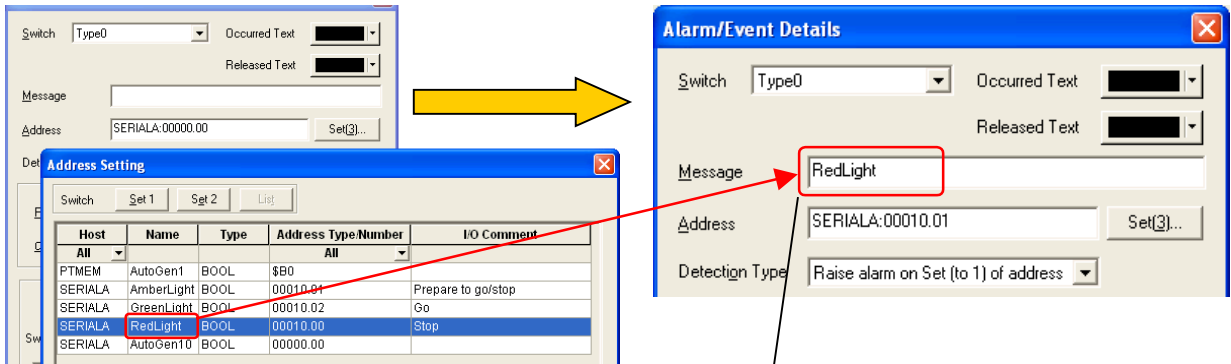 Switch Type0 Occurred Text
Released Text
Message
Address SERIALA:00000.00 Set(3)...
Det
Address Setting
Switch Set 1 Set 2 List
Host Name Type Address Type/Number I/O Comment
All All
PTMEM AutoGen1 BOOL $B0
SERIALA AmberLight BOOL 00010.01 Prepare to go/stop
SERIALA GreenLight BOOL 00010.02 Go
SERIALA RedLight BOOL 00010.00 Stop
SERIALA AutoGen10 BOOL 00000.00
Sw
Alarm/Event Details
Switch Type0 Occurred Text
Released Text
Message RedLight
Address SERIALA:00010.01 Set(3)...
Detection Type Raise alarm on Set (to 1) of address